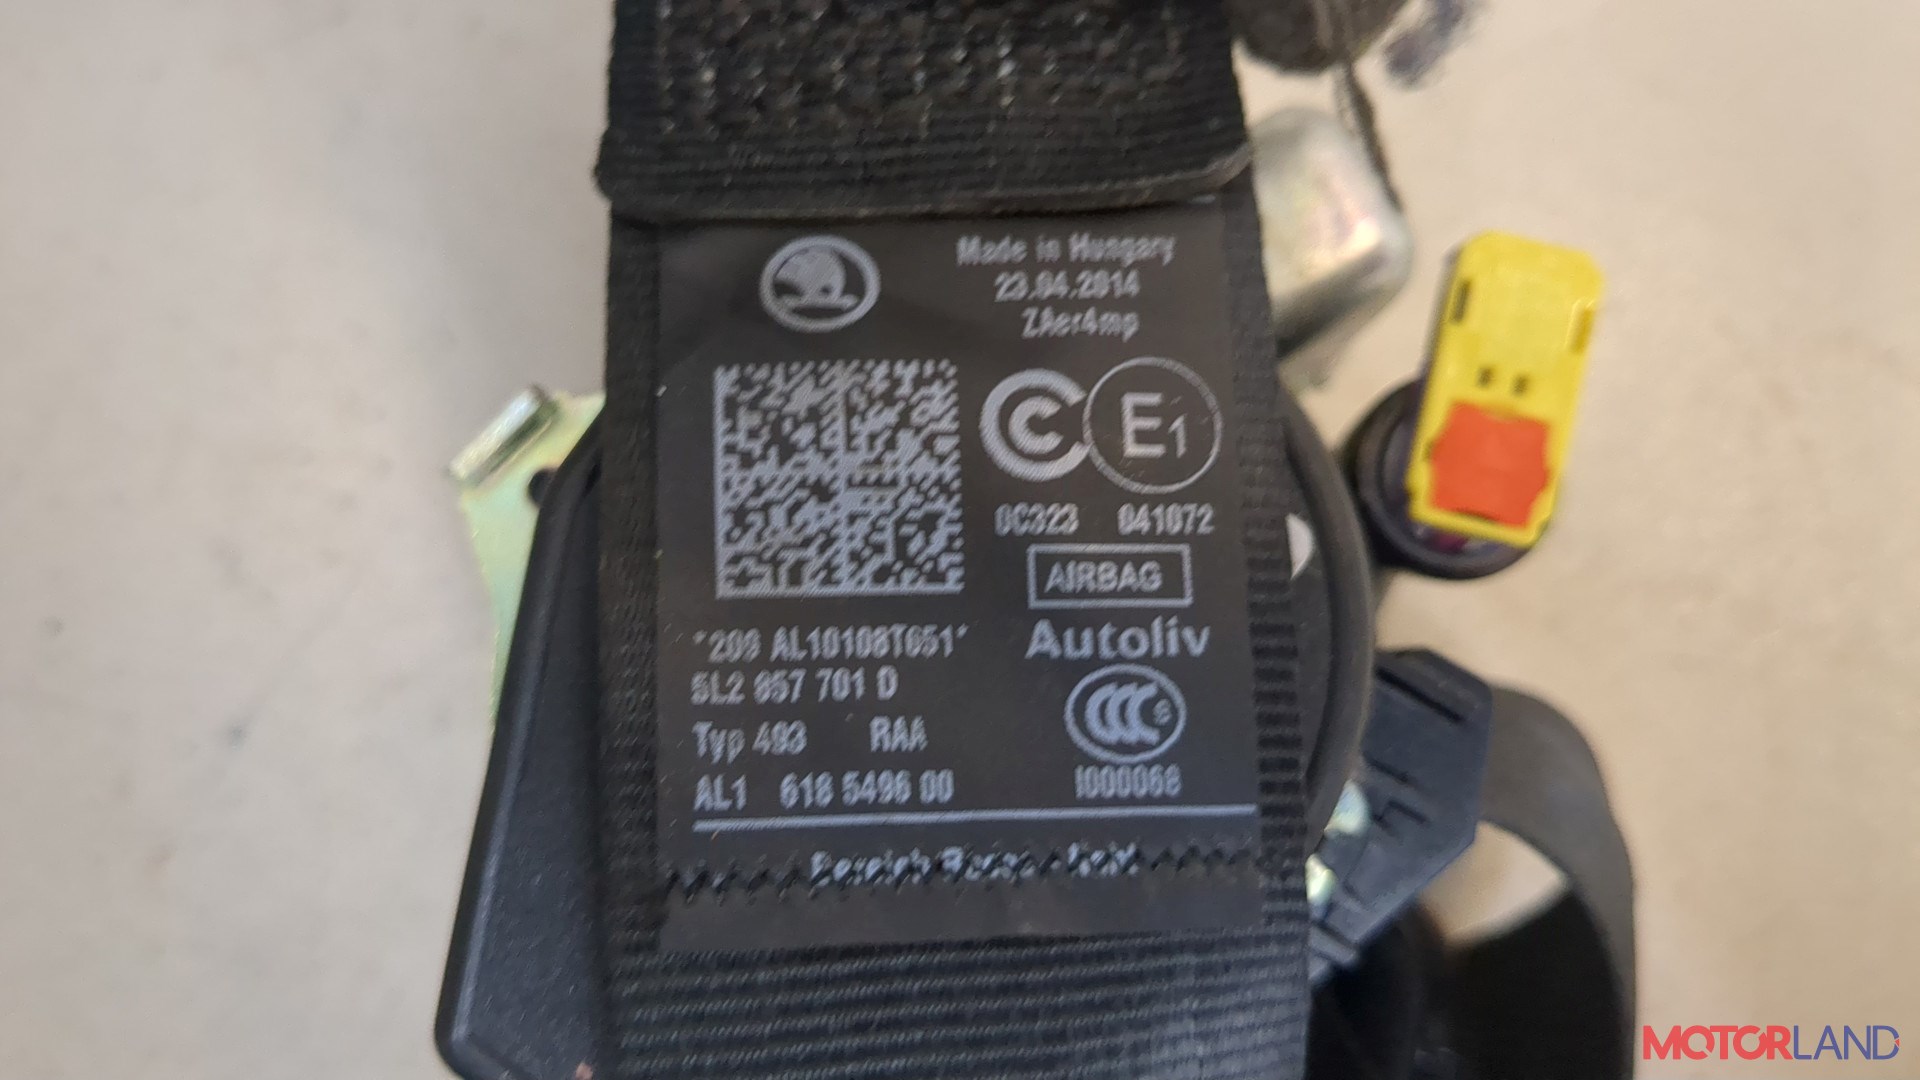 Made in Hungary
23.04.2014
ZAer4mp
E1
0C323 041072
AIRBAG
*209 AL10108T651*
Autoliv
5L2 857 701 D
Typ 493 RAA
AL1 618 5496 00
I000068
MOTORLAND